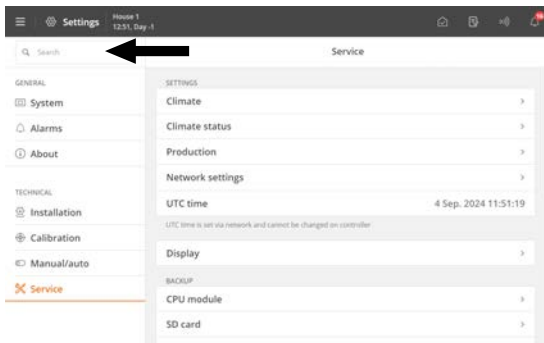 Settings
House 1
12:51, Day -1
Search
Service
GENERAL
System
Alarms
About
TECHNICAL
Installation
Calibration
Manual/auto
Service
SETTINGS
Climate
Climate status
Production
Network settings
UTC time 4 Sep. 2024 11:51:19
UTC time is set via network and cannot be changed on controller
Display
BACKUP
CPU module
SD card